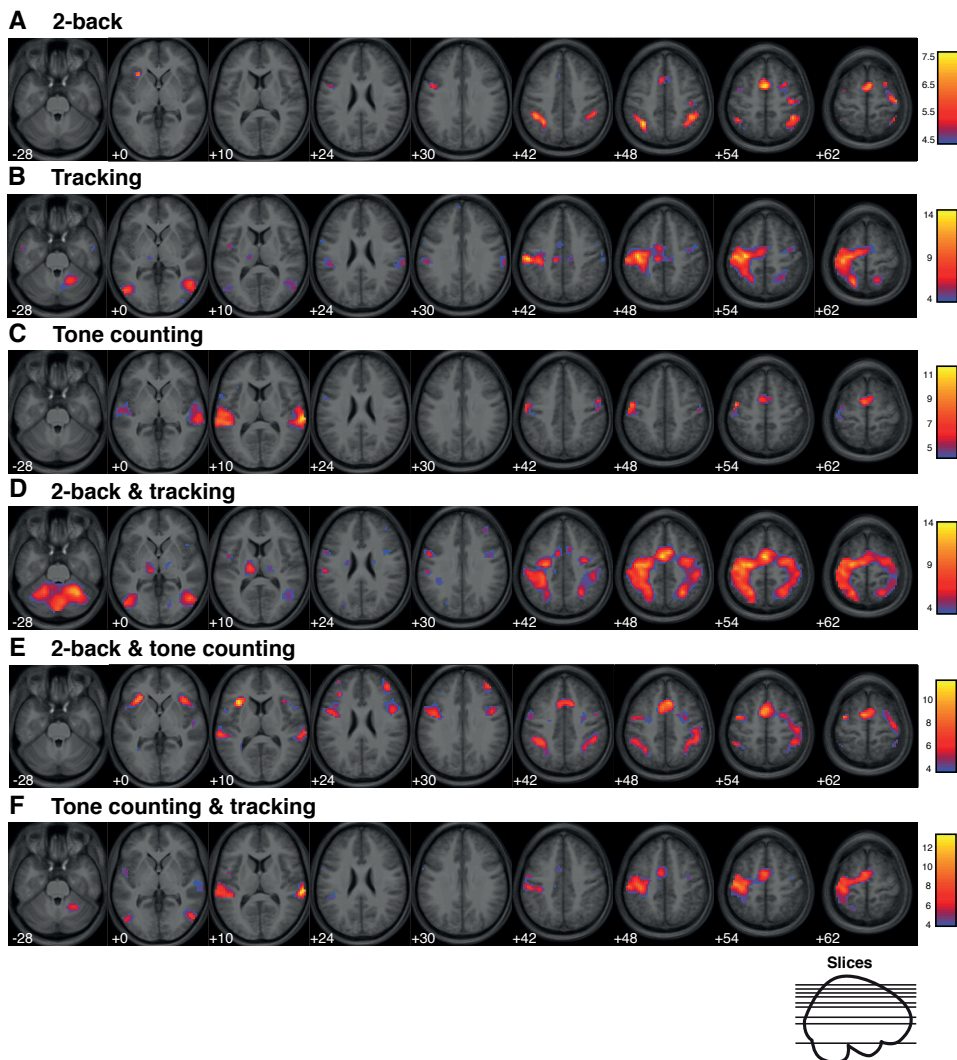 A 2-back
7.5
6.5
5.5
4.5
-28 +0 +10 +24 +30 +42 +48 +54 +62
B Tracking
14
9
4
-28 +0 +10 +24 +30 +42 +48 +54 +62
C Tone counting
11
9
7
5
-28 +0 +10 +24 +30 +42 +48 +54 +62
D 2-back & tracking
14
9
4
-28 +0 +10 +24 +30 +42 +48 +54 +62
E 2-back & tone counting
10
8
6
4
-28 +0 +10 +24 +30 +42 +48 +54 +62
F Tone counting & tracking
12
10
8
6
4
-28 +0 +10 +24 +30 +42 +48 +54 +62
Slices